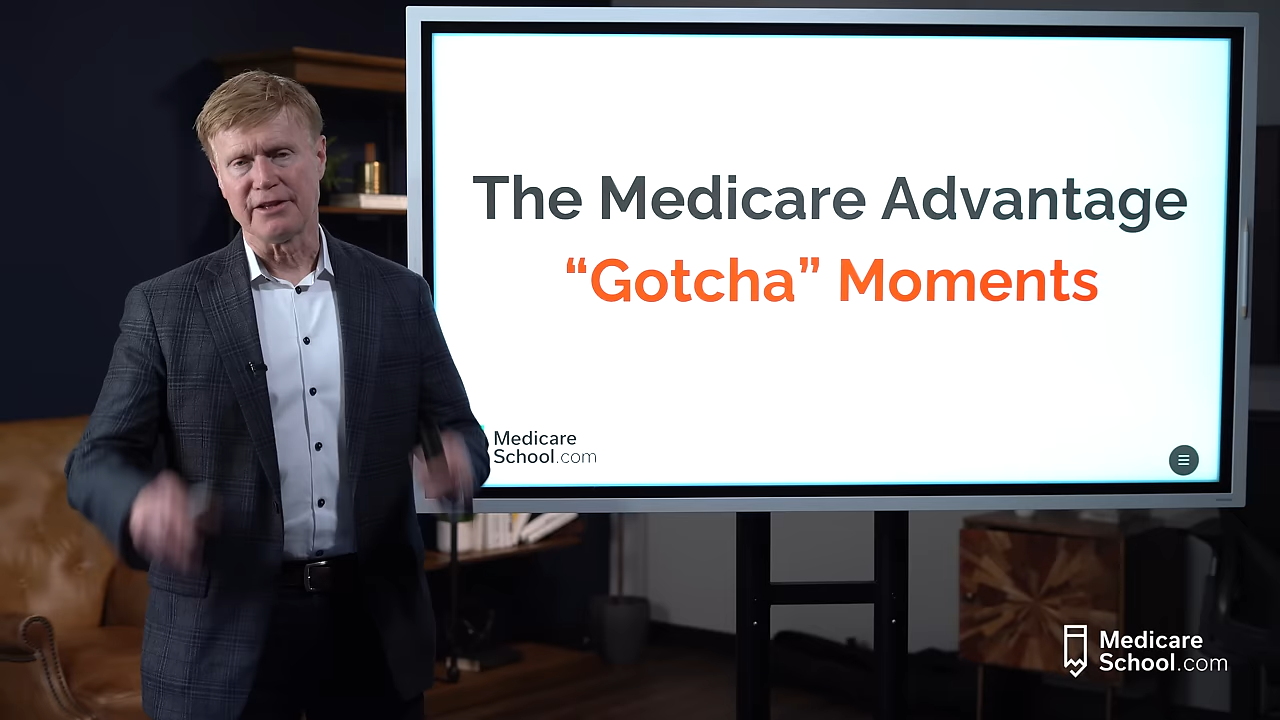 The Medicare Advantage
“Gotcha” Moments
Medicare
School.com
Medicare
School.com